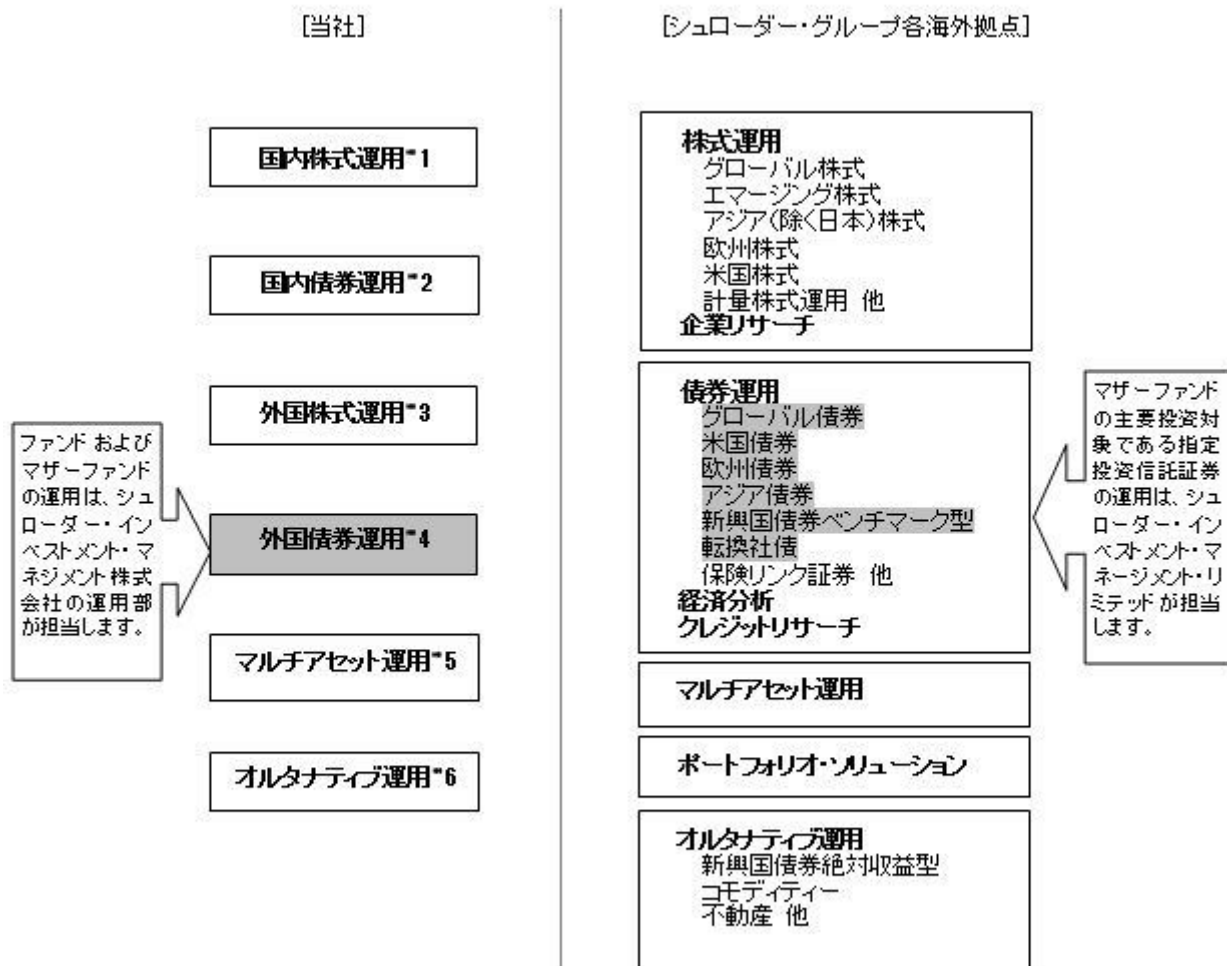 [当社]
[シュローダー・グループ各海外拠点]
国内株式運用*1
国内債券運用*2
外国株式運用*3
外国債券運用*4
マルチアセット運用*5
オルタナティブ運用*6
ファンド および
マザーファンド
の運用は、シュ
ローダー・イン
ベストメント・マ
ネジメント 株式
会社の運用部
が担当します。
株式運用
グローバル株式
エマージング株式
アジア(除く日本)株式
欧州株式
米国株式
計量株式運用 他
企業リサーチ
債券運用
グローバル債券
米国債券
欧州債券
アジア債券
新興国債券ベンチマーク型
転換社債
保険リンク証券 他
経済分析
クレジットリサーチ
マルチアセット運用
ポートフォリオ・ソリューション
オルタナティブ運用
新興国債券絶対収益型
コモディティー
不動産 他
マザーファンド
の主要投資対
象である指定
投資信託証券
の運用は、シュ
ローダー・イン
ベストメント・マ
ネージメント・リ
ミテッド が担当
します。